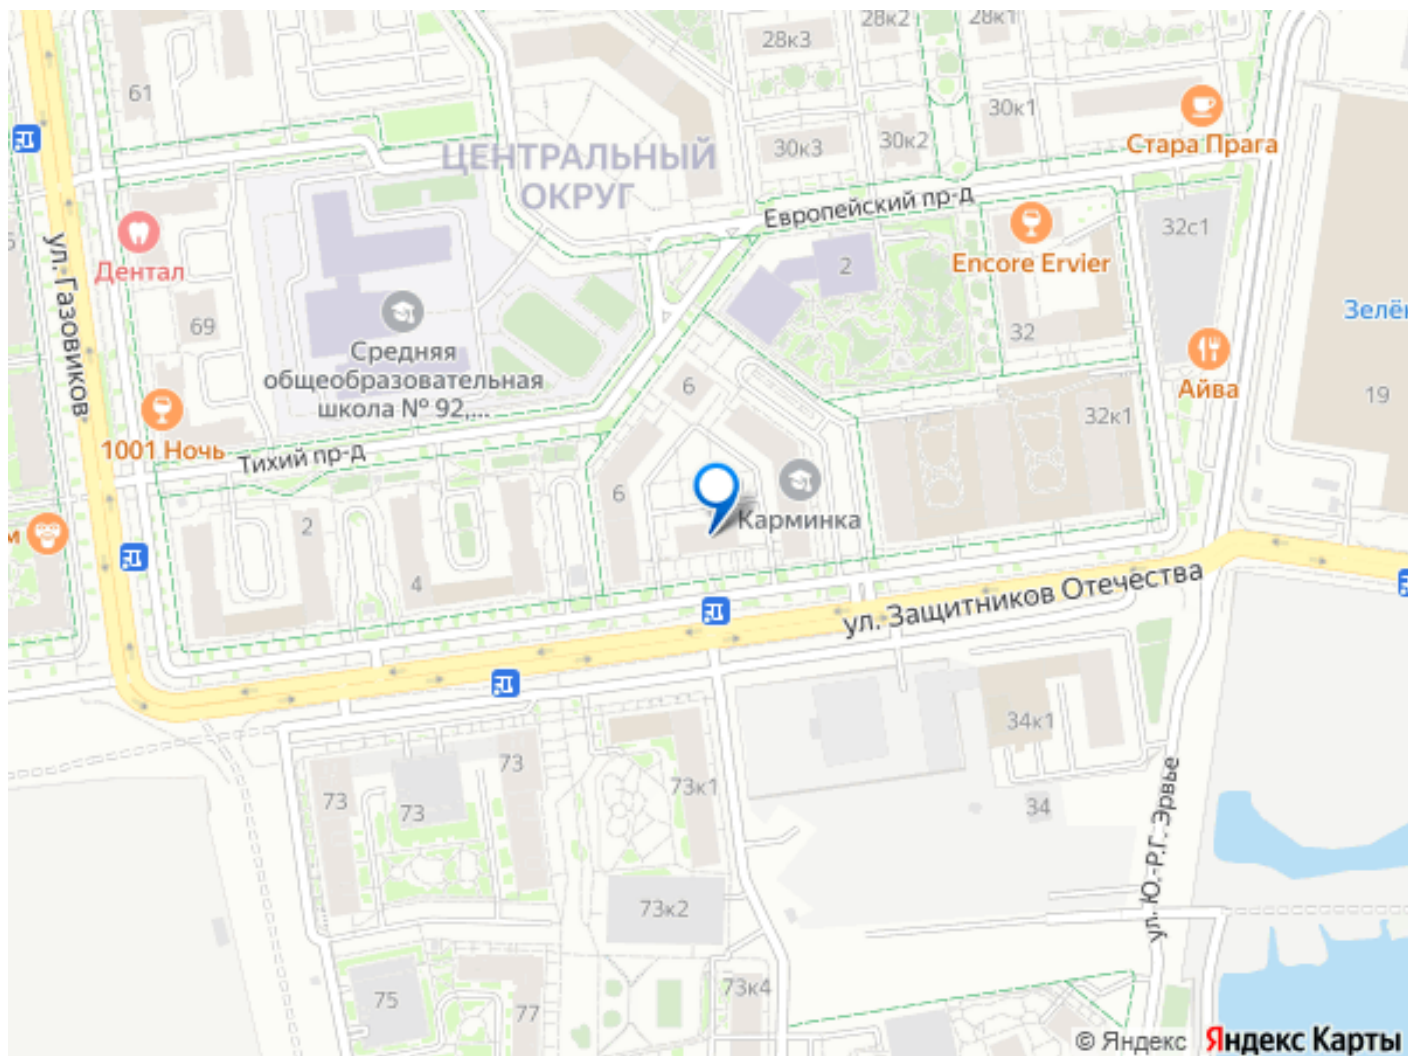 28к2
28к1
28к3
61
30к1
Стара Прага
30к3
30к2
ЦЕНТРАЛЬНЫЙ
ОКРУГ
Европейский пр-д
32с1
Дентал
2
Encore Ervier
ул. Газовиков
69
32
Зелё
Средняя
общеобразовательная
школа № 92,...
6
Айва
19
32к1
1001 Ночь
Тихий пр-д
6
Карминка
м
2
4
ул. Защитников Отечества
34к1
73
73
73
73к1
34
ул. Ю.-Р.Г. Эрвье
73к2
75
77
73к4
© Яндекс
Яндекс Карты